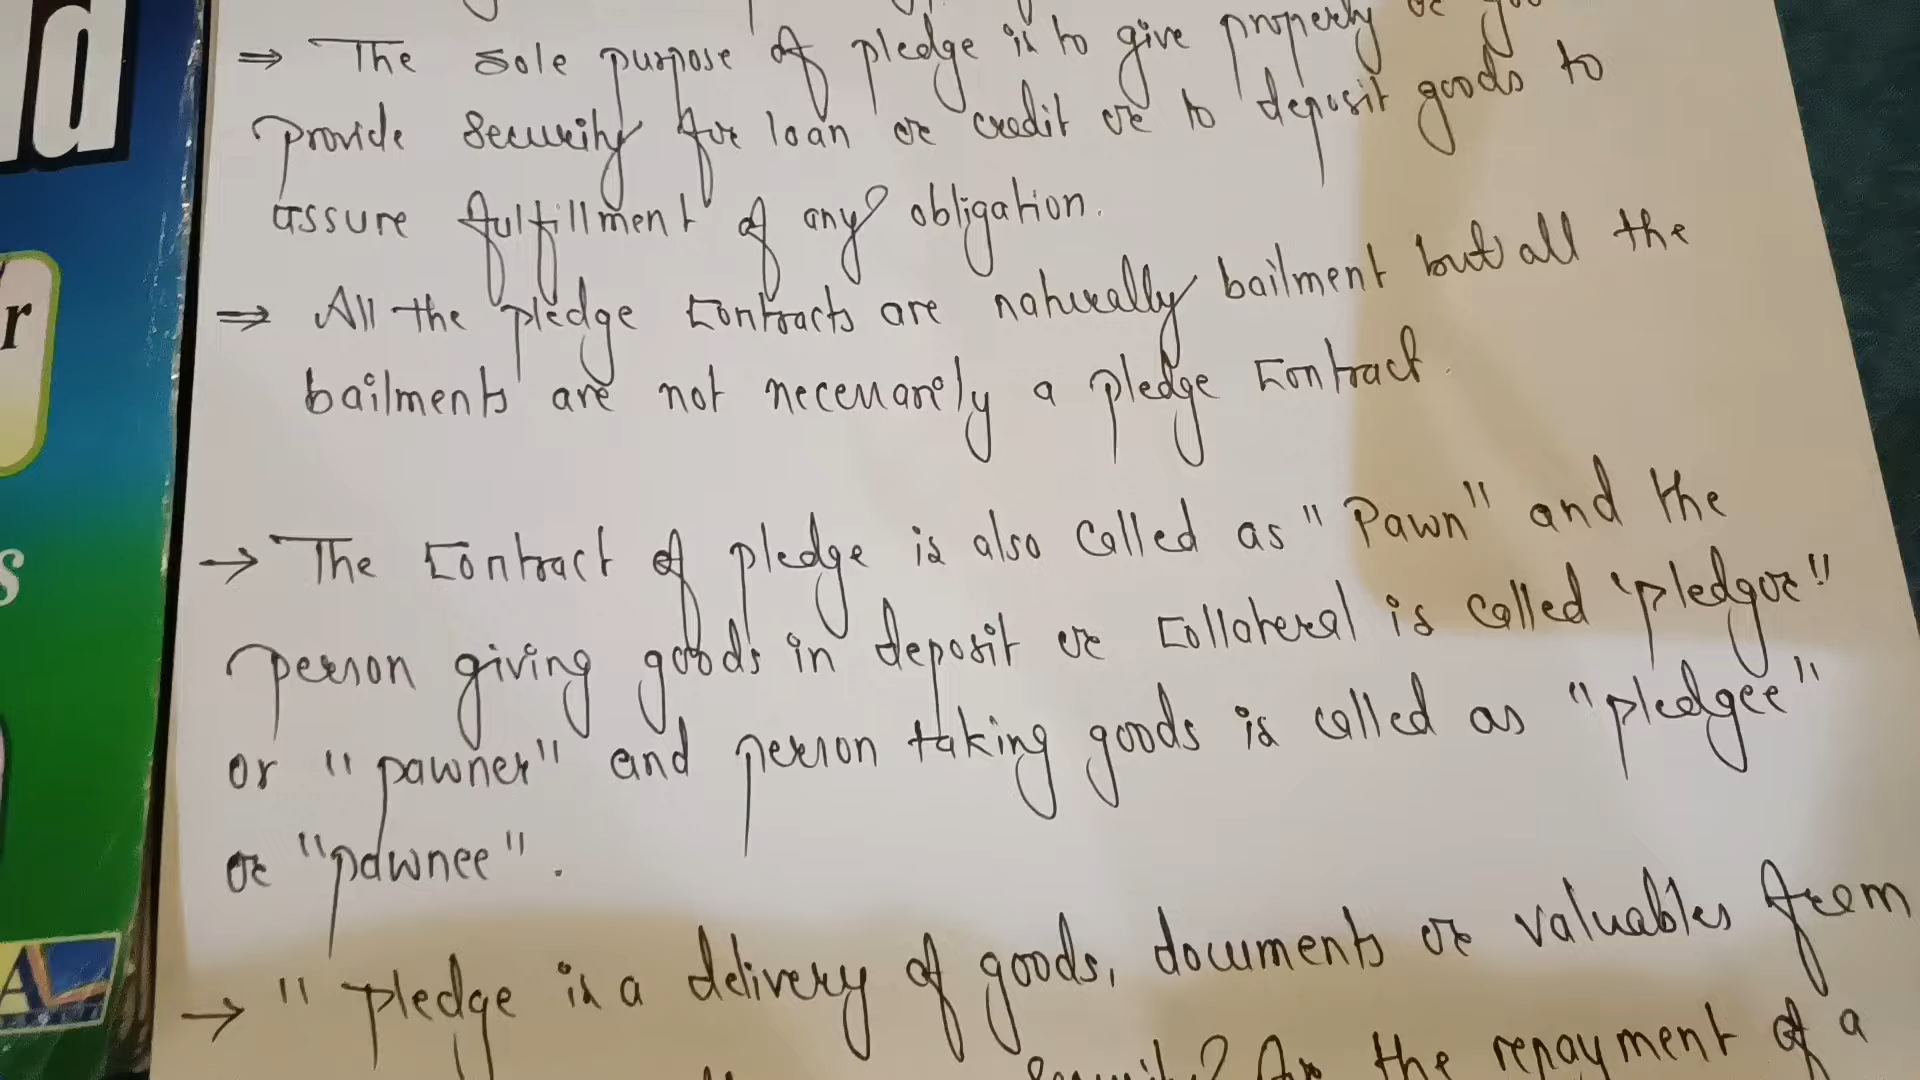 ⇒ The sole purpose of pledge is to give property or
provide security for loan or credit or to deposit goods to
assure fulfillment of any obligation.
⇒ All the pledge contracts are naturally bailment but all the
bailments are not necessarily a pledge contract.
→ The contract of pledge is also called as "Pawn" and the
person giving goods in deposit or collateral is called "pledgor"
or "pawner" and person taking goods is called as "pledgee"
or "pawnee".
→ "pledge is a delivery of goods, documents or valuables from
the repayment of a
d
r
s
A